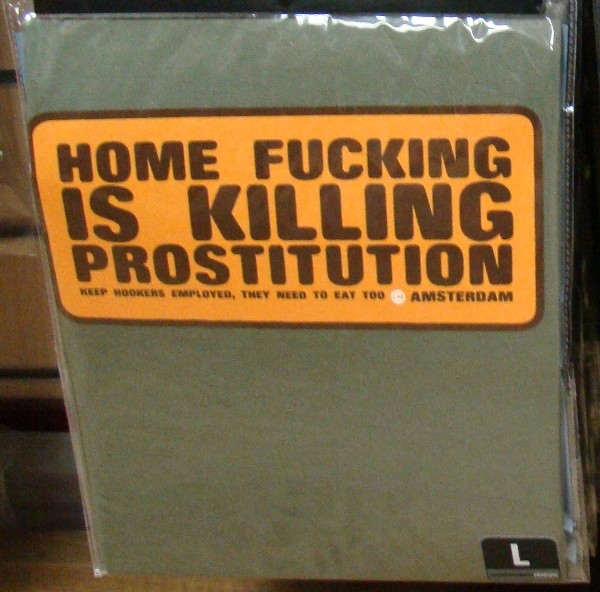 HOME FUCKING
IS KILLING
PROSTITUTION
KEEP HOOKERS EMPLOYED, THEY NEED TO EAT TOO AMSTERDAM
L